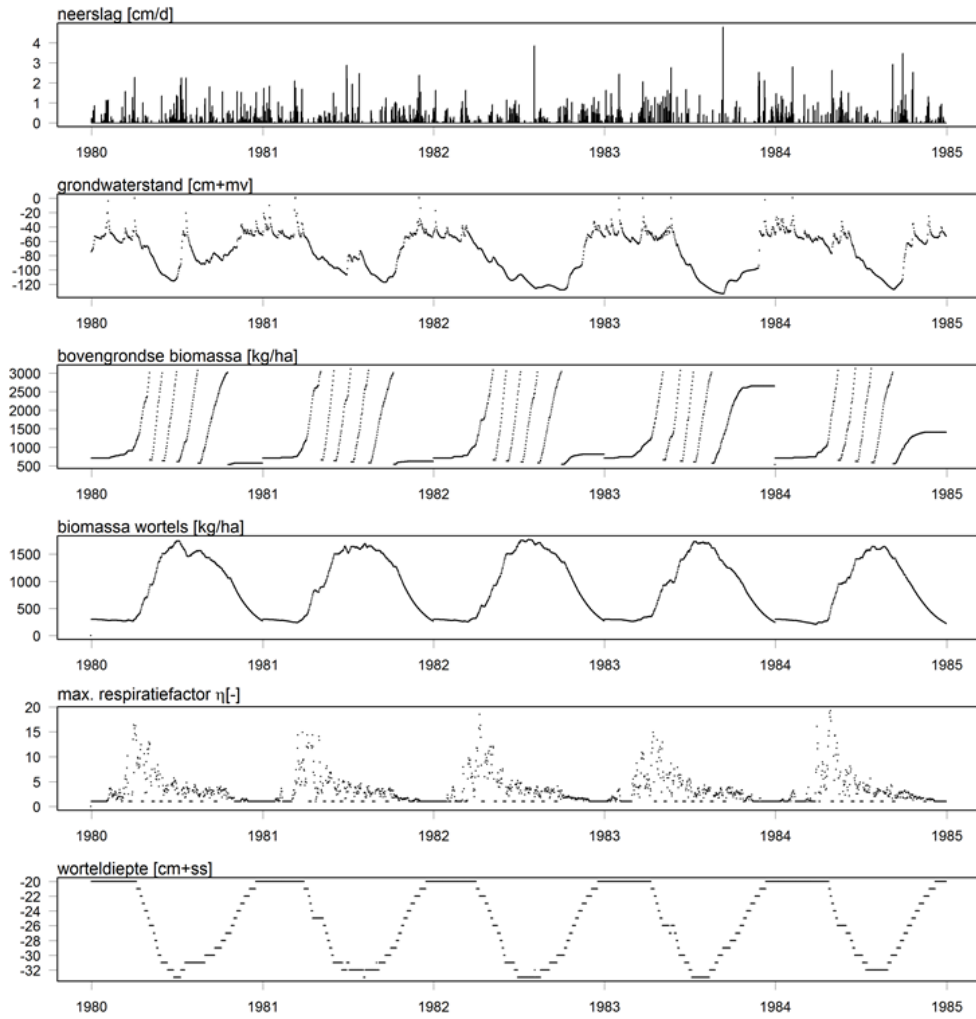 neerslag [cm/d]
4
3
2
1
0
1980 1981 1982 1983 1984 1985
grondwaterstand [cm+mv]
0
-20
-40
-60
-80
-100
-120
1980 1981 1982 1983 1984 1985
bovengrondse biomassa [kg/ha]
3000
2500
2000
1500
1000
500
1980 1981 1982 1983 1984 1985
biomassa wortels [kg/ha]
1500
1000
500
0
1980 1981 1982 1983 1984 1985
max. respiratiefactor η[-]
20
15
10
5
0
1980 1981 1982 1983 1984 1985
worteldiepte [cm+ss]
-20
-22
-24
-26
-28
-30
-32
1980 1981 1982 1983 1984 1985